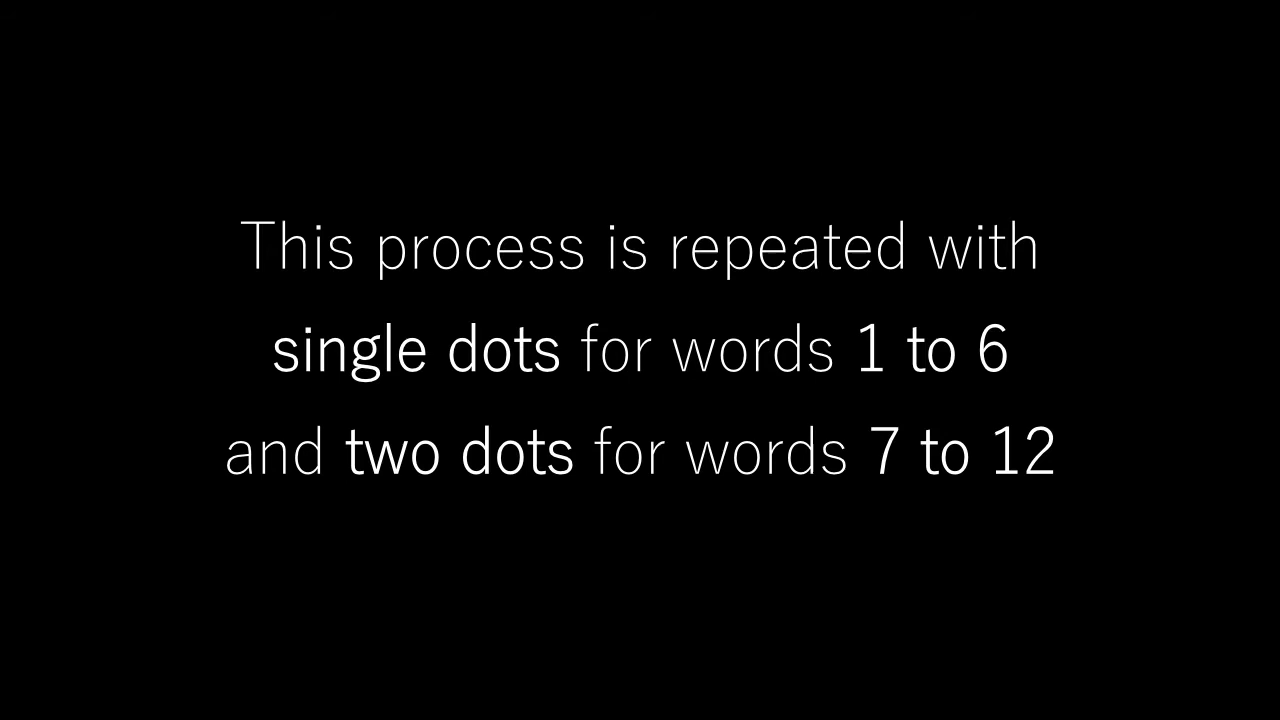 This process is repeated with
single dots for words 1 to 6
and two dots for words 7 to 12